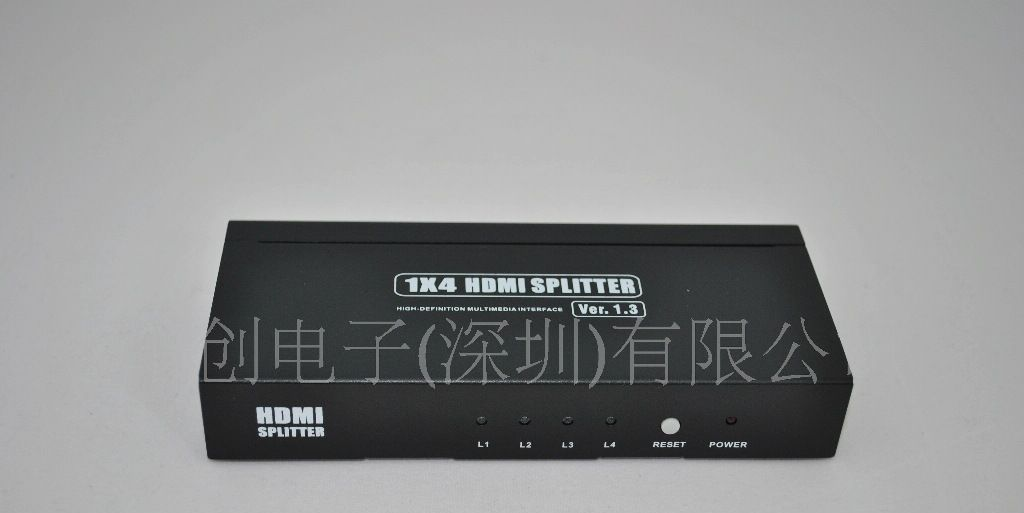 1X4 HDMI SPLITTER
HIGH-DEFINITION MULTIMEDIA INTERFACE Ver. 1.3
创电子(深圳)有限公
HDMI
SPLITTER
L1 L2 L3 L4 RESET POWER